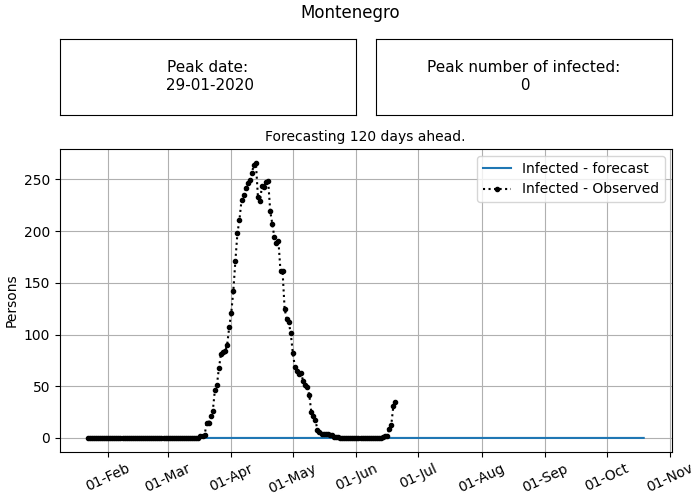 Montenegro
Peak date:
29-01-2020
Peak number of infected:
0
Forecasting 120 days ahead.
Infected - forecast
Infected - Observed
Persons
250
200
150
100
50
0
01-Feb
01-Mar
01-Apr
01-May
01-Jun
01-Jul
01-Aug
01-Sep
01-Oct
01-Nov